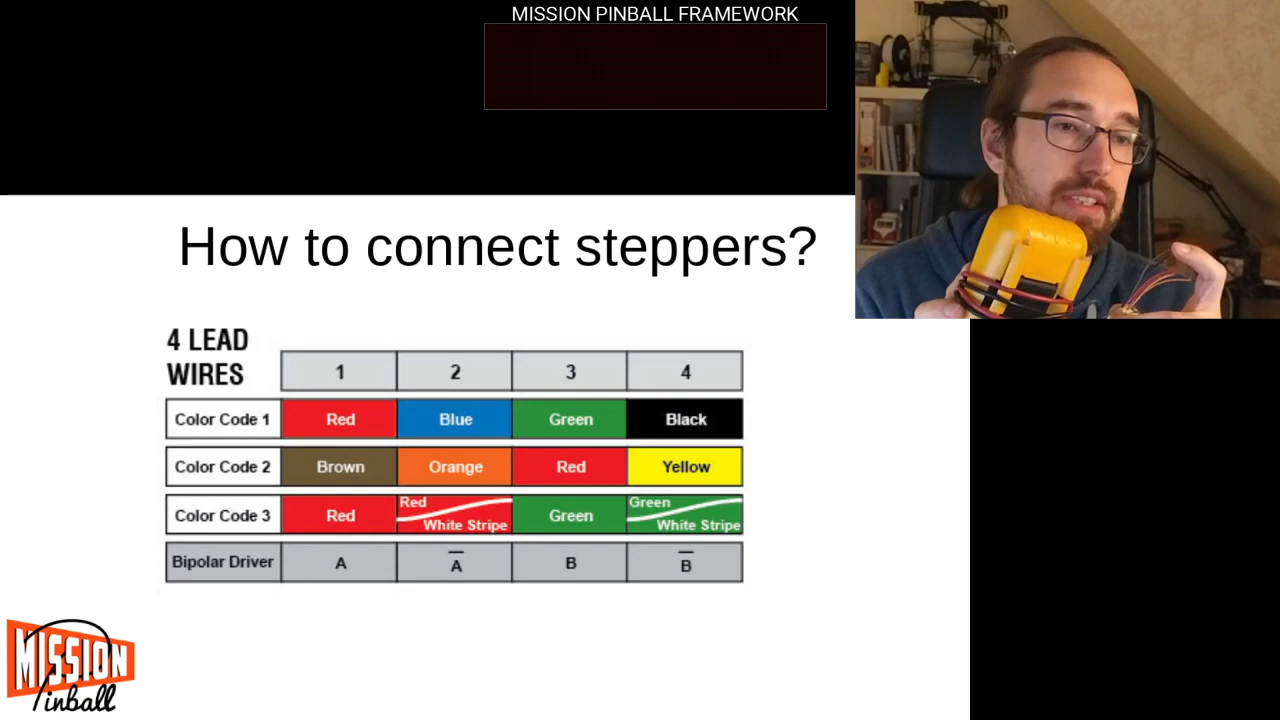 MISSION PINBALL FRAMEWORK
How to connect steppers?
4 LEAD
WIRES
1 2 3 4
Color Code 1 Red Blue Green Black
Color Code 2 Brown Orange Red Yellow
Color Code 3 Red Red White Stripe Green Green White Stripe
Bipolar Driver A A̅ B B̅
MISSION
Pinball